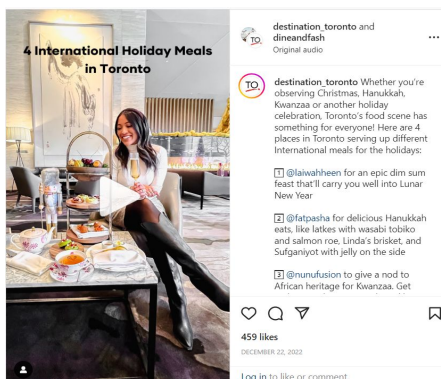 4 International Holiday Meals
in Toronto
TO.
destination_toronto and
dineandfash
Original audio
•••
TO.
destination_toronto Whether you're
observing Christmas, Hanukkah,
Kwanzaa or another holiday
celebration, Toronto's food scene has
something for everyone! Here are 4
places in Toronto serving up different
International meals for the holidays:
1 @laiwahheen for an epic dim sum
feast that'll carry you well into Lunar
New Year
2 @fatpasha for delicious Hanukkah
eats, like latkes with wasabi tobiko
and salmon roe, Linda's brisket, and
Sufganiyot with jelly on the side
3 @nunufusion to give a nod to
African heritage for Kwanzaa. Get
459 likes
DECEMBER 22, 2022
Log in to like or comment